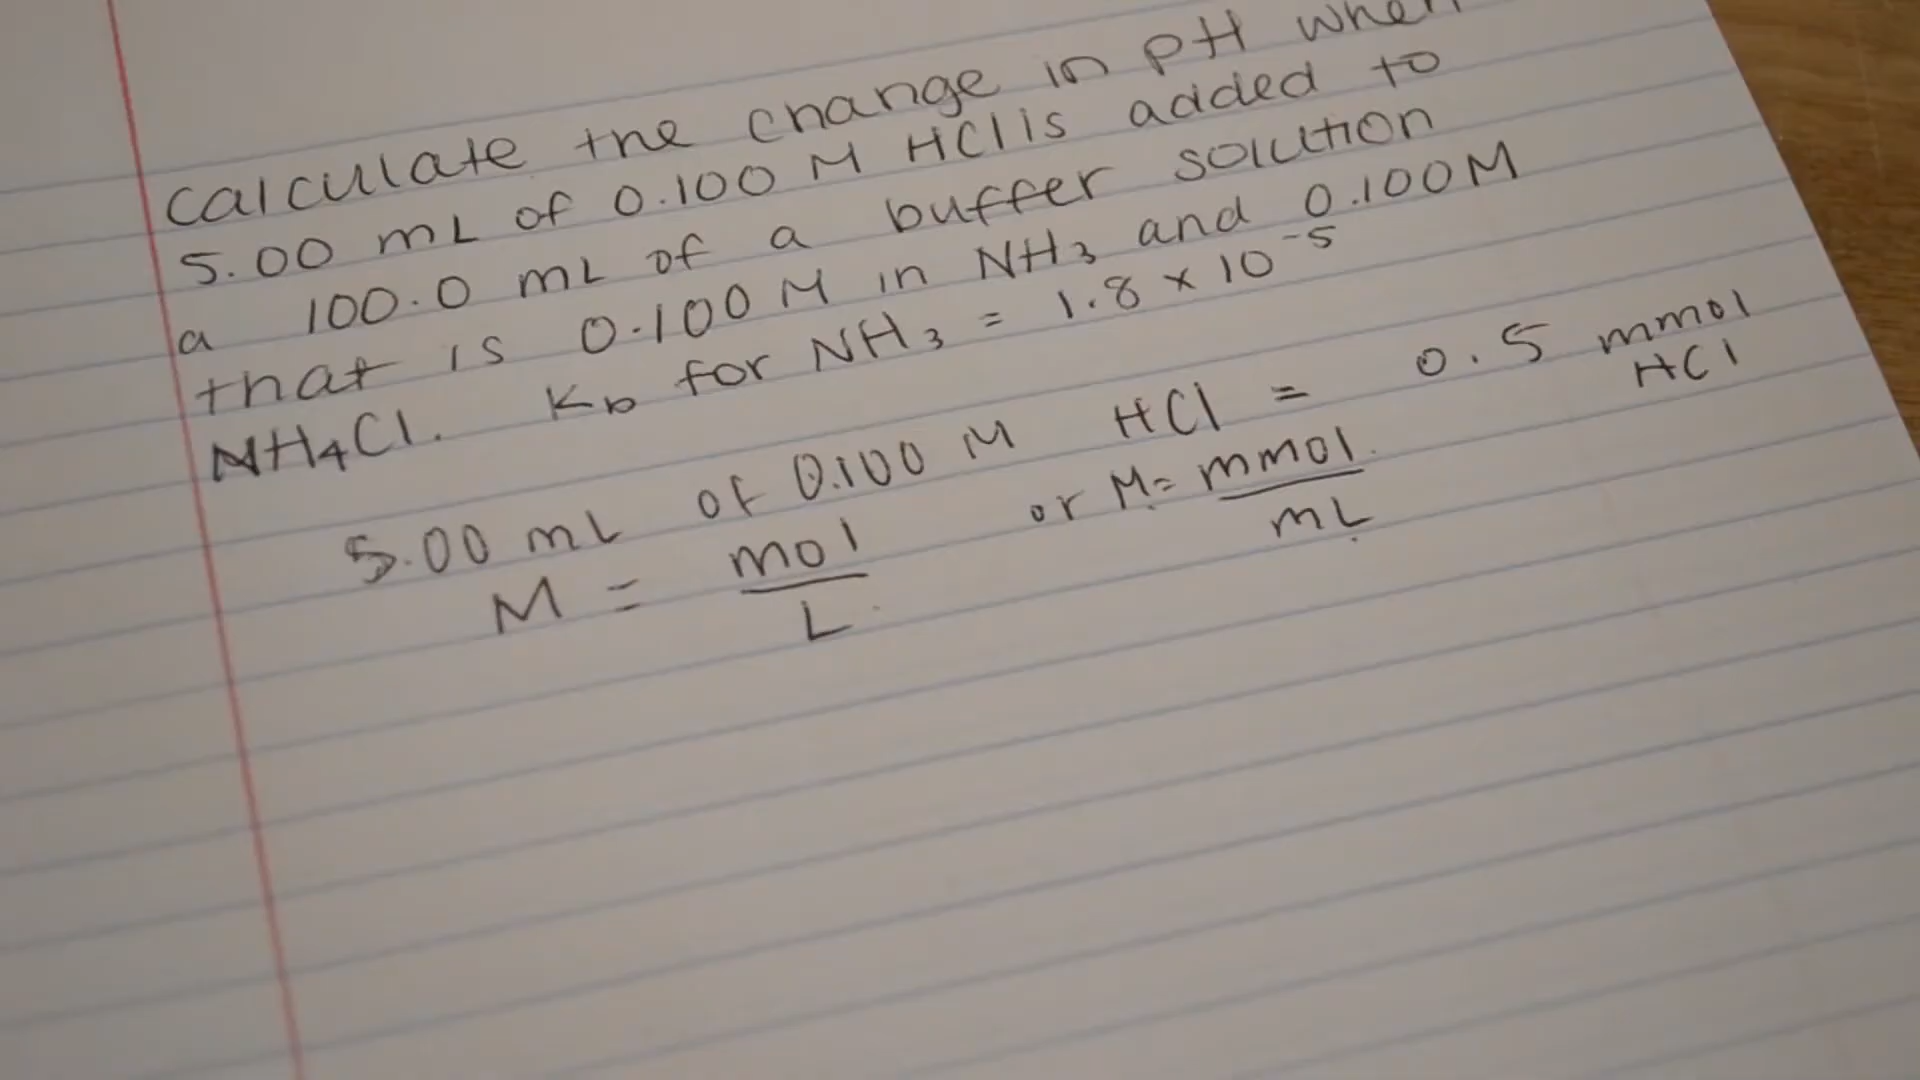 Calculate the change in pH when
5.00 mL of 0.100 M HCl is added to
a 100.0 mL of a buffer solution
that is 0.100 M in NH3 and 0.100 M
NH4Cl. Kb for NH3 = 1.8 x 10^-5
5.00 mL of 0.100 M HCl = 0.5 mmol HCl
M = mol/L or M = mmol/mL